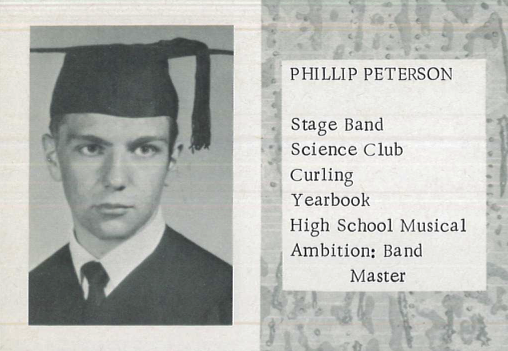 PHILLIP PETERSON
Stage Band
Science Club
Curling
Yearbook
High School Musical
Ambition: Band
Master